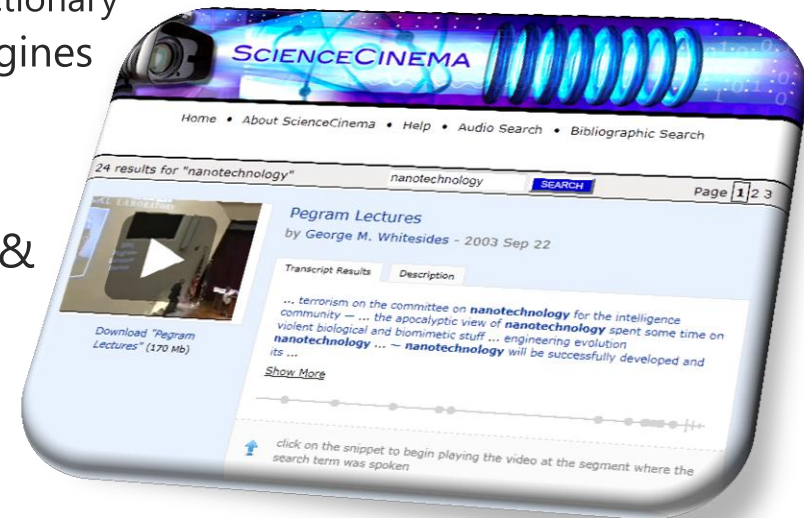 ctionary
gines
&
SCIENCECINEMA
Home • About ScienceCinema • Help • Audio Search • Bibliographic Search
24 results for "nanotechnology"
nanotechnology
SEARCH
Page 1 2 3
Pegram Lectures
by George M. Whitesides - 2003 Sep 22
Transcript Results
Description
... terrorism on the committee on nanotechnology for the intelligence
community — ... the apocalyptic view of nanotechnology spent some time on
violent biological and biomimetic stuff ... engineering evolution
nanotechnology ... — nanotechnology will be successfully developed and
its ...
Show More
Download "Pegram
Lectures" (170 Mb)
click on the snippet to begin playing the video at the segment where the
search term was spoken